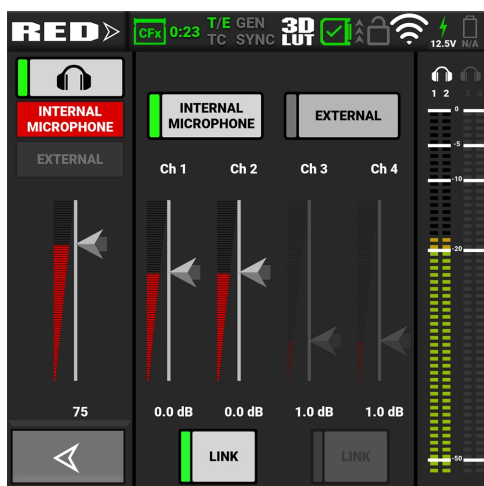 RED
CFx 0:23 T/E GEN 3D
TC SYNC LUT
12.5V N/A
INTERNAL
MICROPHONE
EXTERNAL
INTERNAL
MICROPHONE
EXTERNAL
Ch 1 Ch 2 Ch 3 Ch 4
75 0.0 dB 0.0 dB 1.0 dB 1.0 dB
LINK LINK
1 2 3 4
0
-5
-10
-20
-50